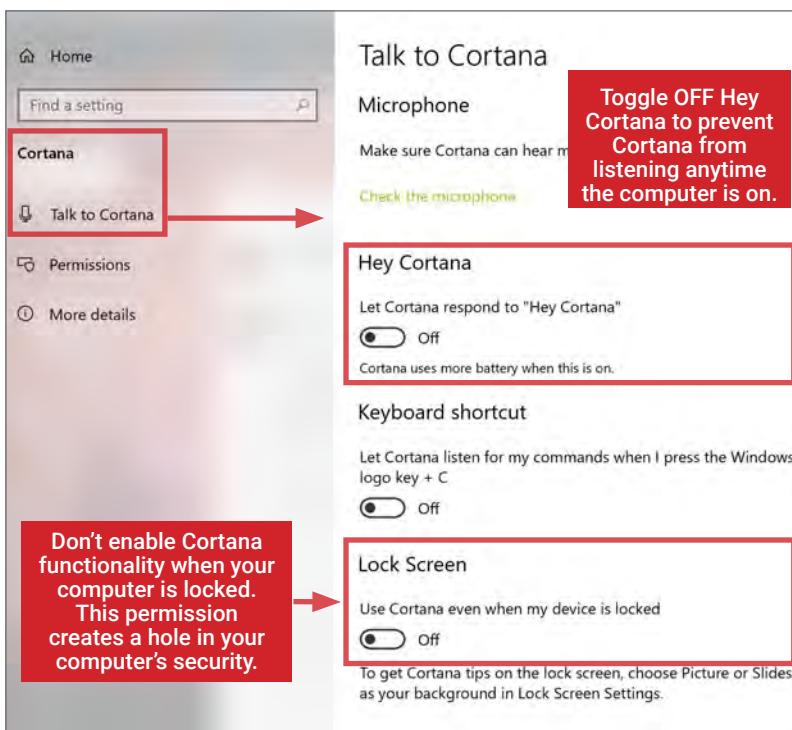 Home
Find a setting
Cortana
Talk to Cortana
Permissions
More details
Don't enable Cortana
functionality when your
computer is locked.
This permission
creates a hole in your
computer's security.
Talk to Cortana
Microphone
Make sure Cortana can hear m
Check the microphone
Toggle OFF Hey
Cortana to prevent
Cortana from
listening anytime
the computer is on.
Hey Cortana
Let Cortana respond to "Hey Cortana"
Off
Cortana uses more battery when this is on.
Keyboard shortcut
Let Cortana listen for my commands when I press the Windows
logo key + C
Off
Lock Screen
Use Cortana even when my device is locked
Off
To get Cortana tips on the lock screen, choose Picture or Slides
as your background in Lock Screen Settings.